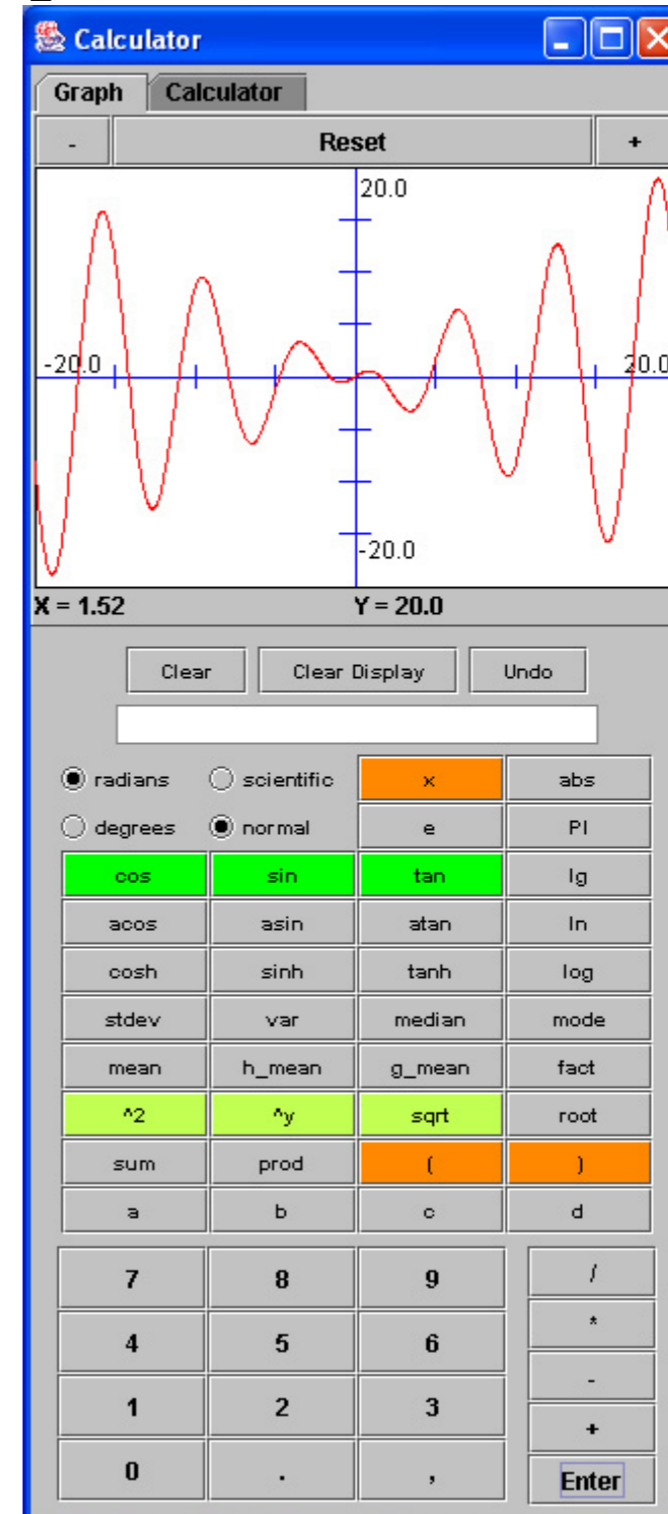 Calculator
Graph Calculator
- Reset +
20.0
-20.0 20.0
-20.0
X = 1.52 Y = 20.0
Clear Clear Display Undo
radians scientific x abs
degrees normal e PI
cos sin tan lg
acos asin atan ln
cosh sinh tanh log
stdev var median mode
mean h_mean g_mean fact
^2 ^y sqrt root
sum prod ( )
a b c d
7 8 9 /
4 5 6 *
-
1 2 3
+
0 . , Enter